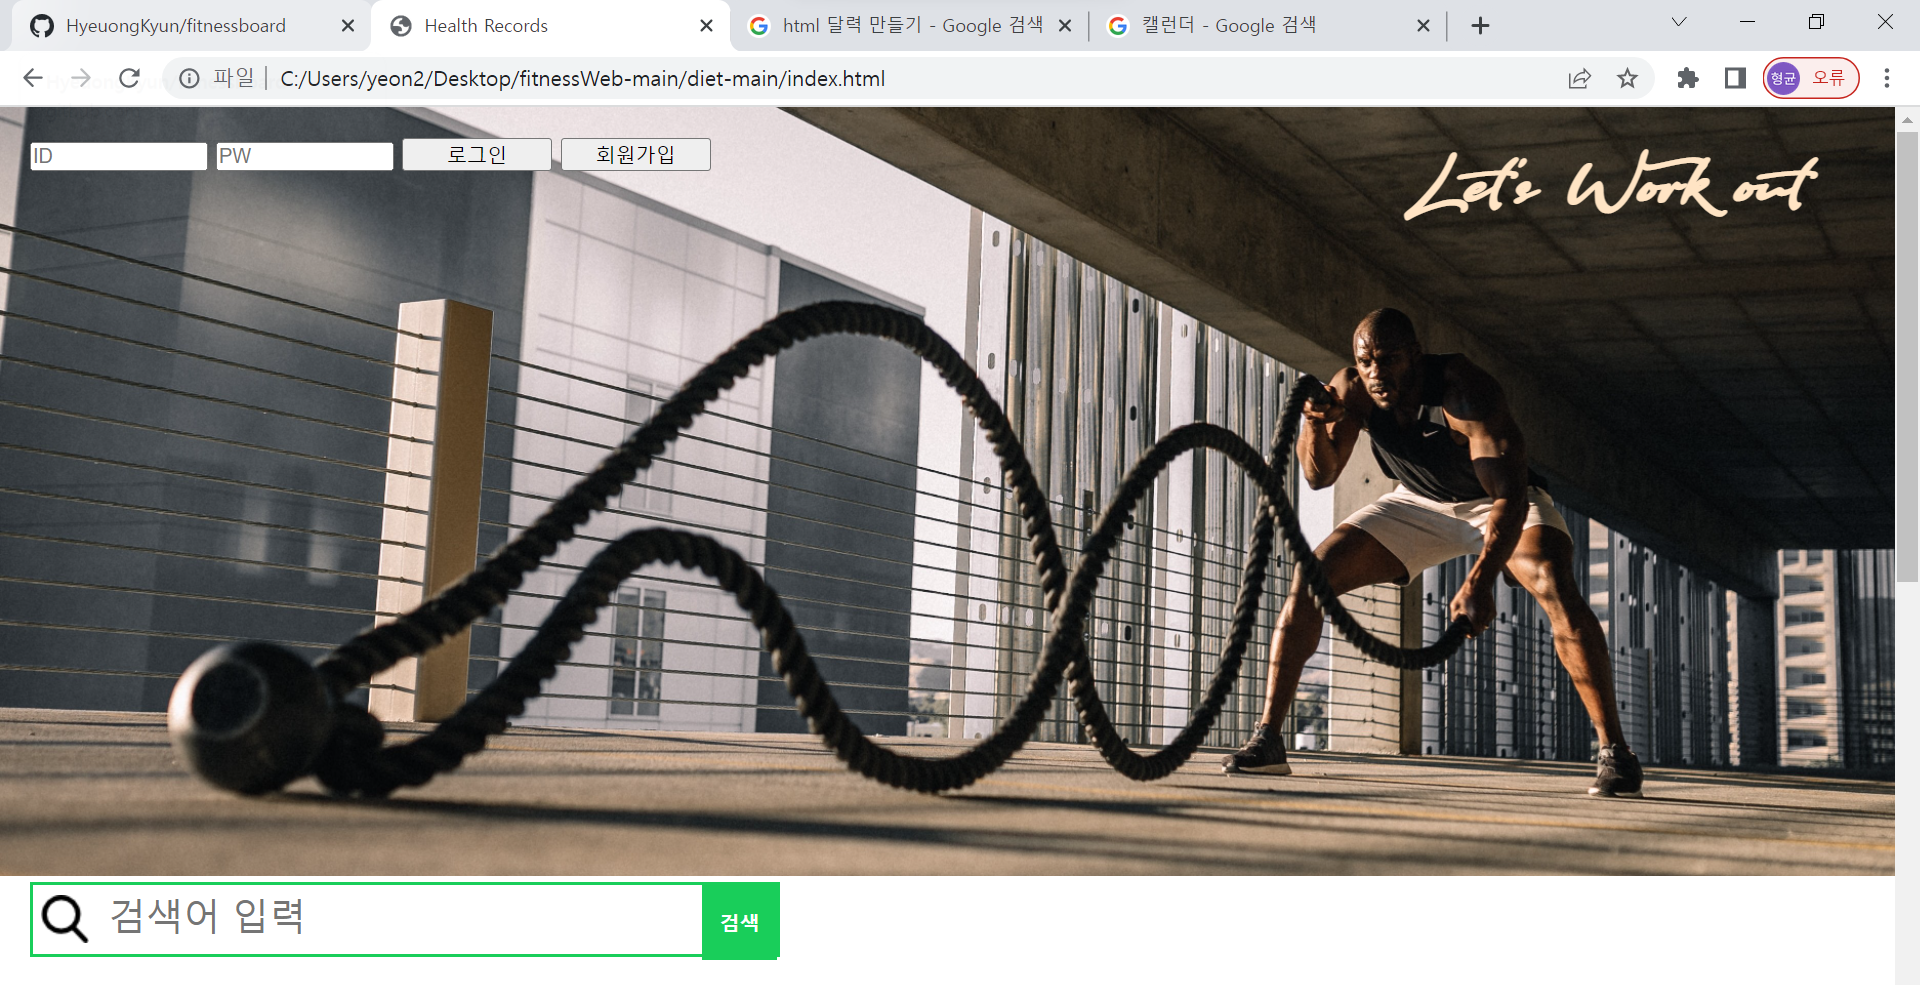 HyeuongKyun/fitnessboard
Health Records
html 달력 만들기 - Google 검색
캘런더 - Google 검색
파일
C:/Users/yeon2/Desktop/fitnessWeb-main/diet-main/index.html
형균
오류
ID
PW
로그인
회원가입
Let's Work out
검색어 입력
검색